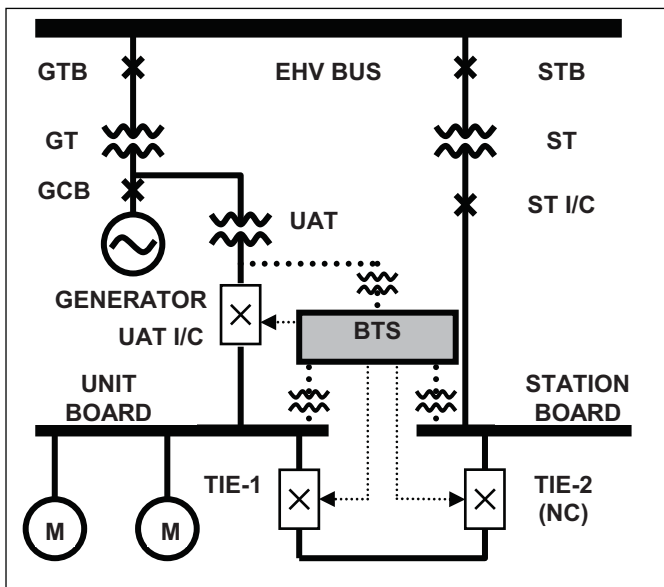 GTB
EHV BUS
STB
GT
ST
GCB
ST I/C
UAT
GENERATOR
UAT I/C
BTS
UNIT
BOARD
STATION
BOARD
TIE-1
TIE-2
(NC)
M
M